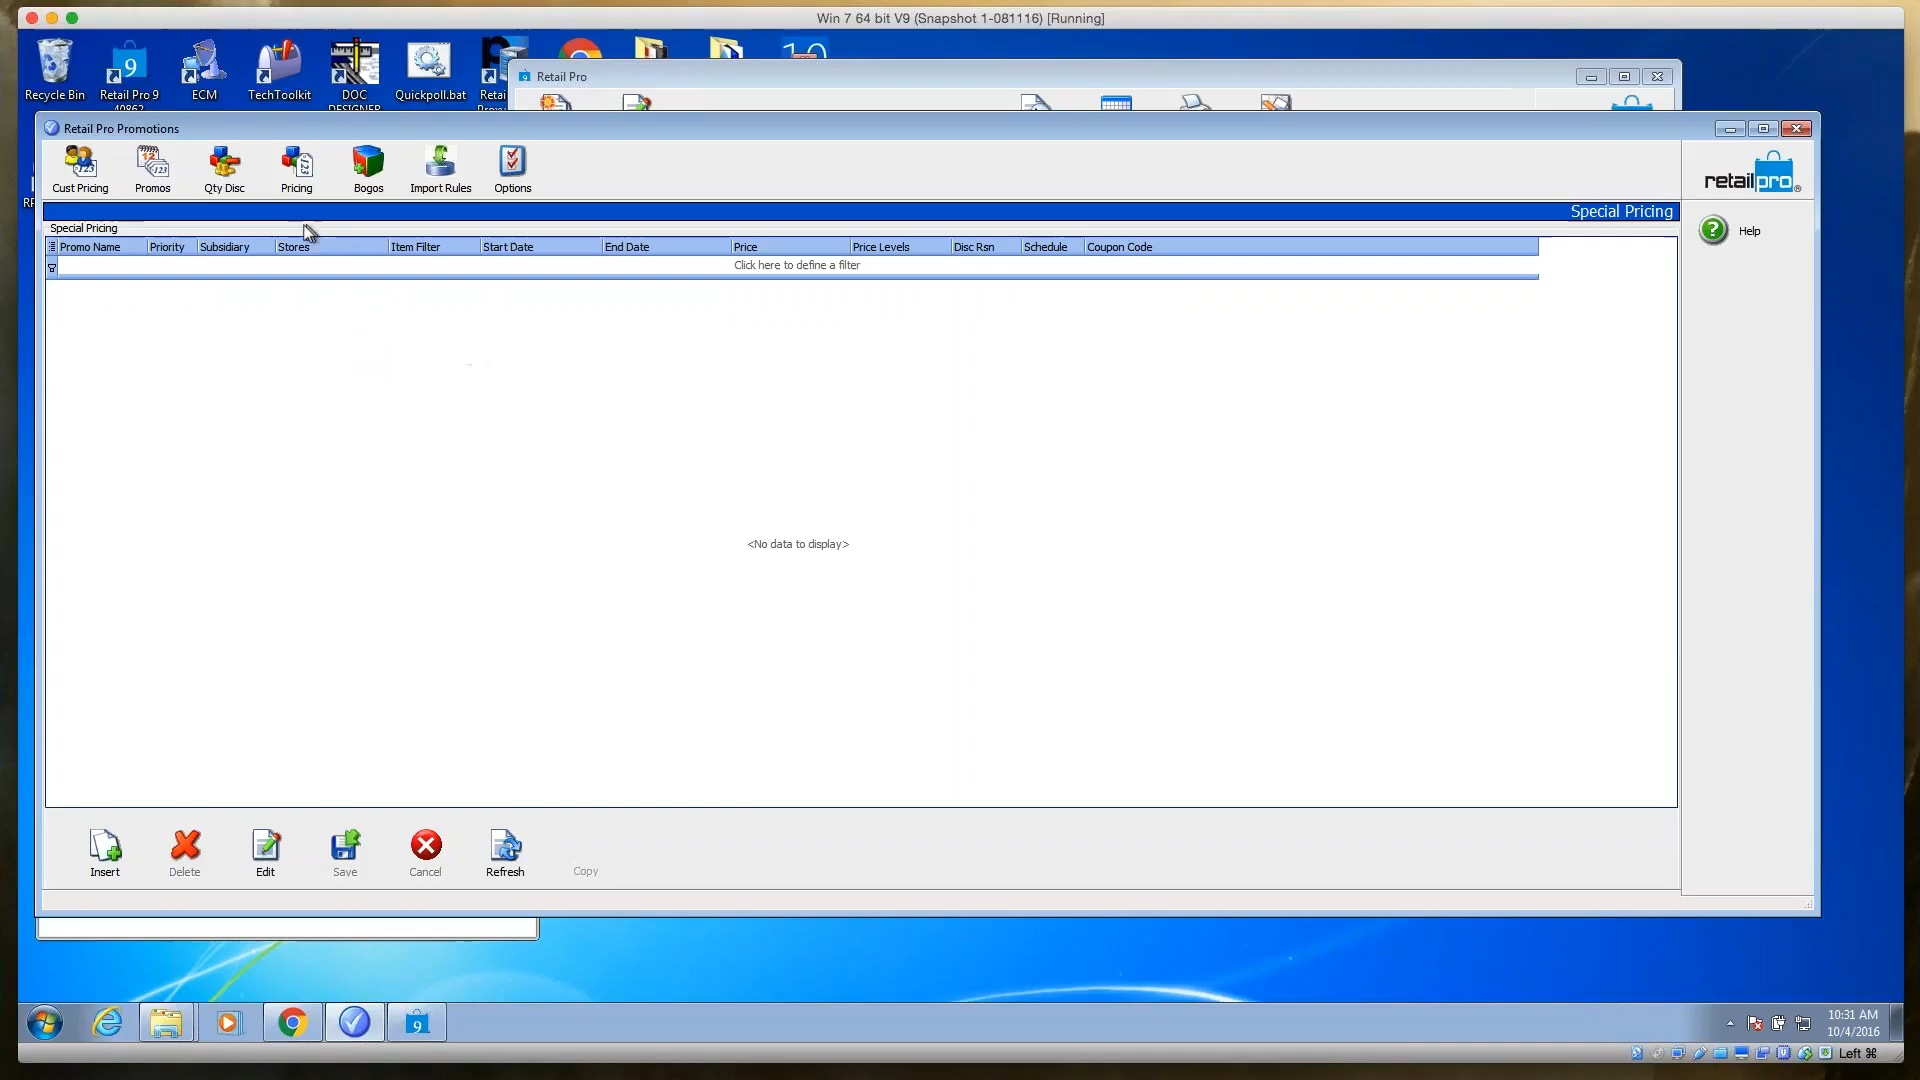 Win 7 64 bit V9 (Snapshot 1-081116) [Running]
Recycle Bin
Retail Pro 9
ECM
TechToolkit
DOC
Quickpoll.bat
Retai
Retail Pro
Retail Pro Promotions
Cust Pricing
Promos
Qty Disc
Pricing
Bogos
Import Rules
Options
retailpro®
Special Pricing
Special Pricing
Help
Promo Name Priority Subsidiary Stores Item Filter Start Date End Date Price Price Levels Disc Rsn Schedule Coupon Code
Click here to define a filter
<No data to display>
Insert
Delete
Edit
Save
Cancel
Refresh
Copy
10:31 AM
10/4/2016
Left ⌘